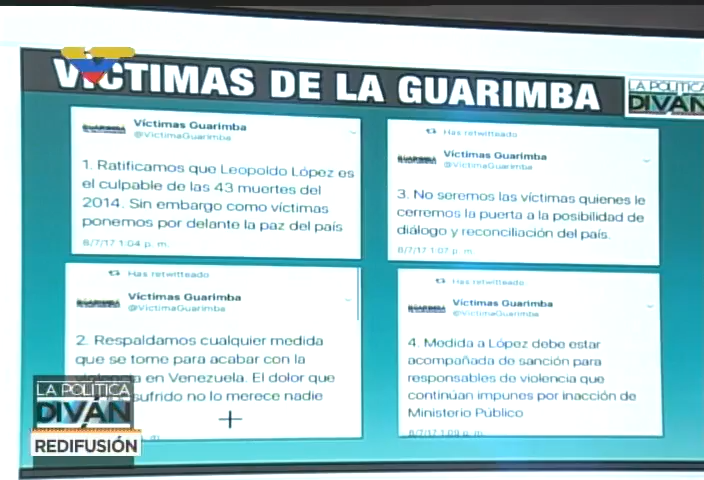 VÍCTIMAS DE LA GUARIMBA
LA POLÍTICA
DIVÁN
Víctimas Guarimba
@VictimaGuarimba
1. Ratificamos que Leopoldo López es
el culpable de las 43 muertes del
2014. Sin embargo como víctimas
ponemos por delante la paz del país
8/7/17 1:04 p. m.
Has retwitteado
Víctimas Guarimba
@VictimaGuarimba
2. Respaldamos cualquier medida
que se tome para acabar con la
en Venezuela. El dolor que
sufrido no lo merece nadie
m.
Has retwitteado
Víctimas Guarimba
@VictimaGuarimba
3. No seremos las víctimas quienes le
cerremos la puerta a la posibilidad de
diálogo y reconciliación del país.
8/7/17 1:07 p. m.
Has retwitteado
Víctimas Guarimba
@VictimaGuarimba
4. Medida a López debe estar
acompañada de sanción para
responsables de violencia que
continúan impunes por inacción de
Ministerio Público
8/7/17 1:09 p. m.
LA POLÍTICA
DIVÁN
REDIFUSIÓN